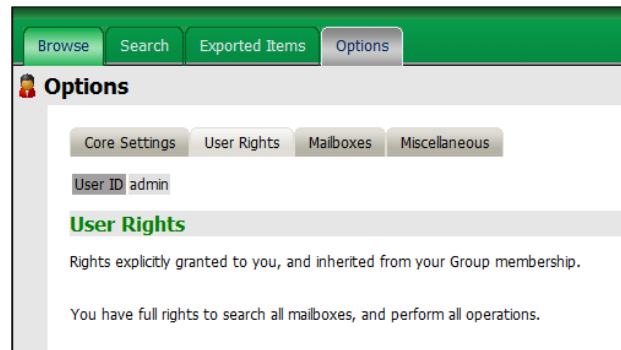 Browse Search Exported Items Options
Options
Core Settings User Rights Mailboxes Miscellaneous
User ID admin
User Rights
Rights explicitly granted to you, and inherited from your Group membership.
You have full rights to search all mailboxes, and perform all operations.